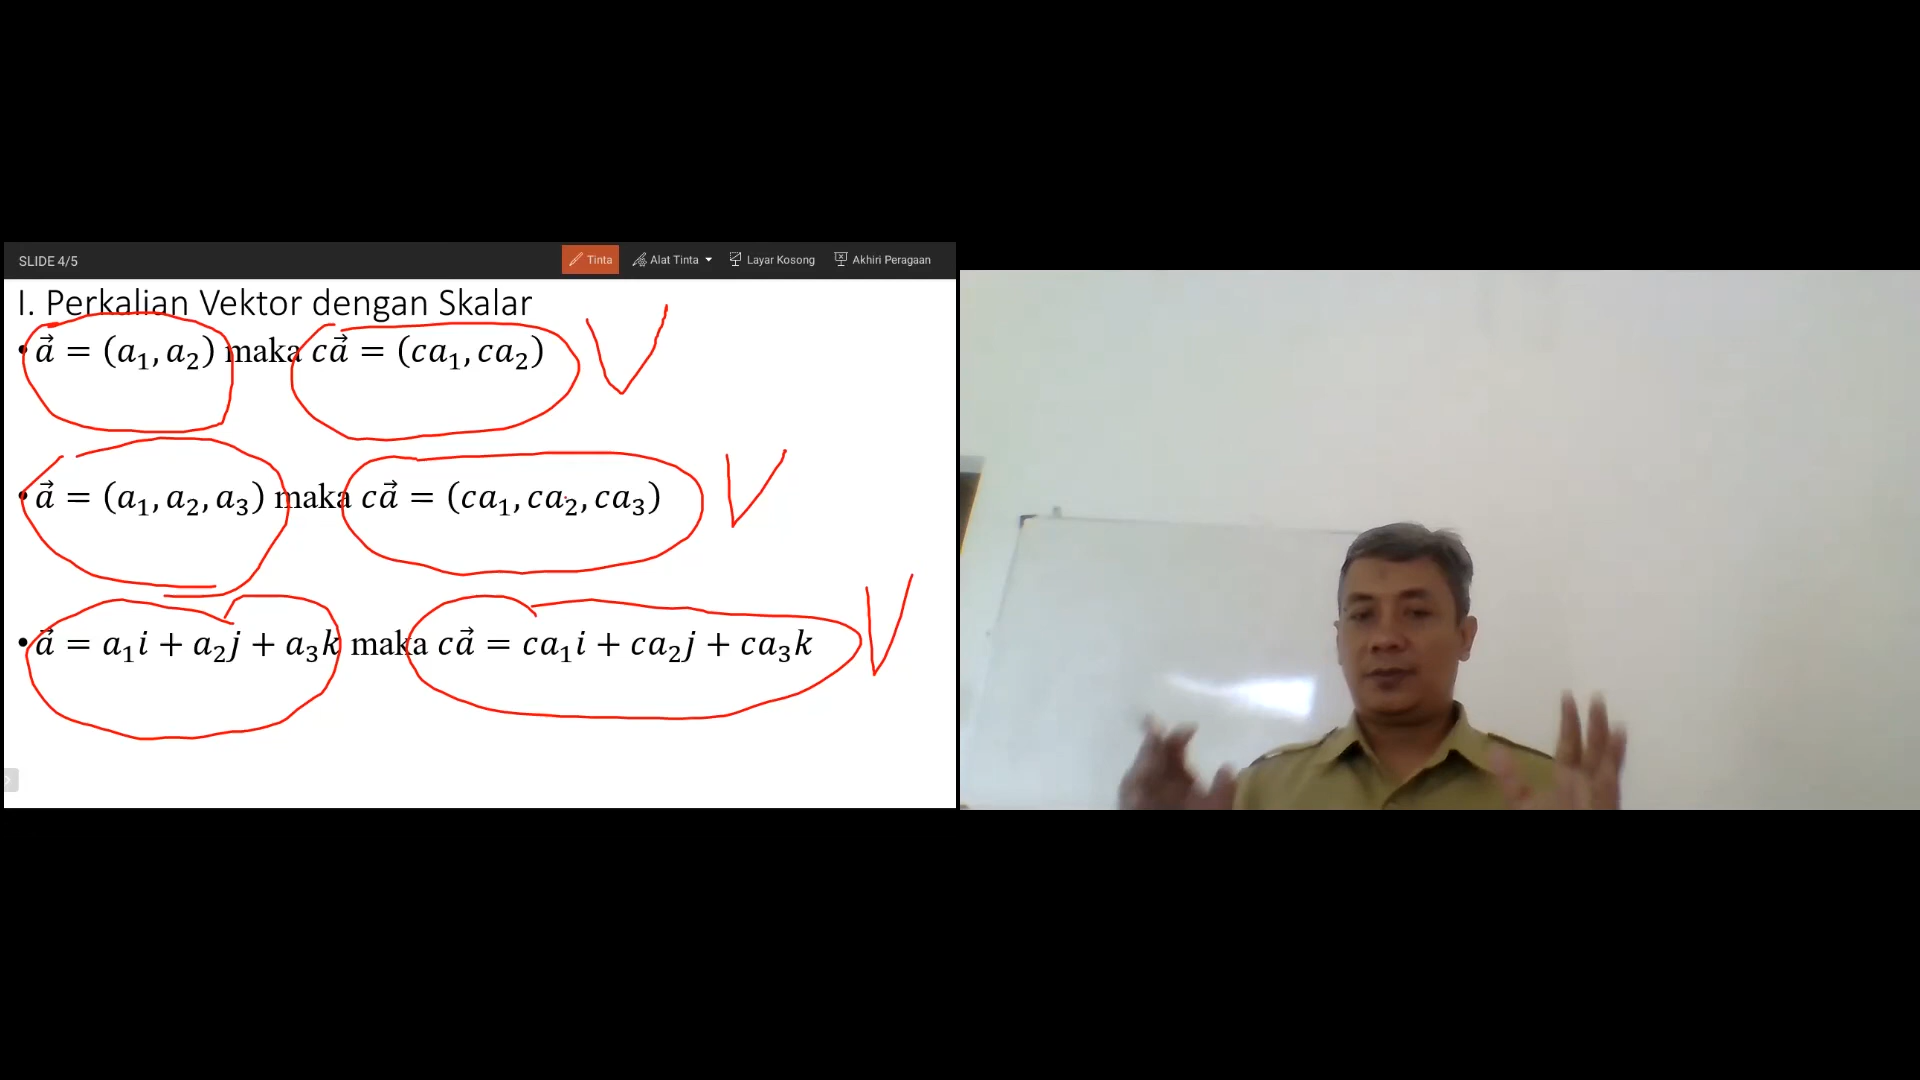 SLIDE 4/5
Tinta Alat Tinta Layar Kosong Akhiri Peragaan
I. Perkalian Vektor dengan Skalar
• a⃗ = (a₁, a₂) maka ca⃗ = (ca₁, ca₂)
• a⃗ = (a₁, a₂, a₃) maka ca⃗ = (ca₁, ca₂, ca₃)
• a⃗ = a₁i + a₂j + a₃k maka ca⃗ = ca₁i + ca₂j + ca₃k